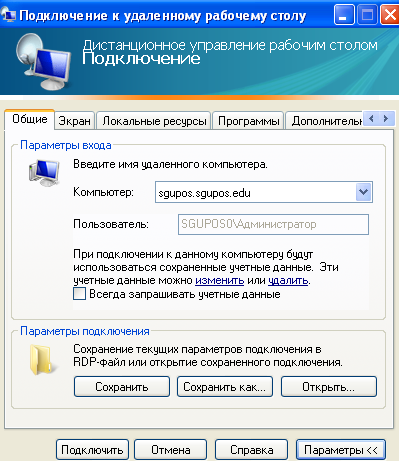 Подключение к удаленному рабочему столу
Дистанционное управление рабочим столом
Подключение
Общие Экран Локальные ресурсы Программы Дополнительн
Параметры входа
Введите имя удаленного компьютера.
Компьютер: sgupos.sgupos.edu
Пользователь: SGUPOS0\Администратор
При подключении к данному компьютеру будут
использоваться сохраненные учетные данные. Эти
учетные данные можно изменить или удалить.
Всегда запрашивать учетные данные
Параметры подключения
Сохранение текущих параметров подключения в
RDP-файл или открытие сохраненного подключения.
Сохранить Сохранить как... Открыть...
Подключить Отмена Справка Параметры <<